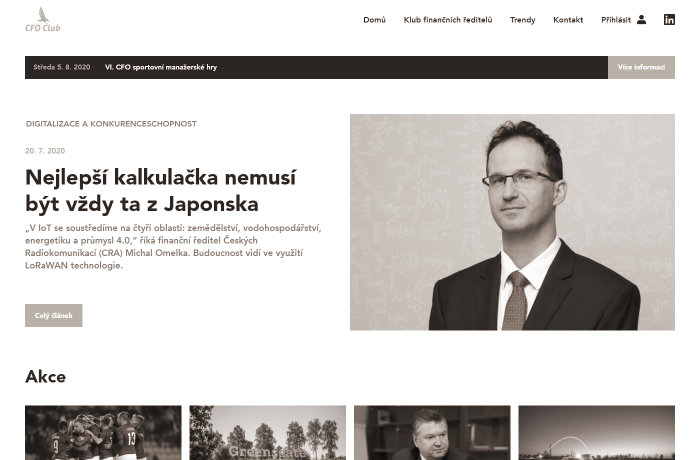 CFO Club
Domů Klub finančních ředitelů Trendy Kontakt Přihlásit
Středa 5. 8. 2020 VI. CFO sportovní manažerské hry Více informací
DIGITALIZACE A KONKURENCESCHOPNOST
20. 7. 2020
Nejlepší kalkulačka nemusí
být vždy ta z Japonska
„V IoT se soustředíme na čtyři oblasti: zemědělství, vodohospodářství,
energetiku a průmysl 4.0,“ říká finanční ředitel Českých
Radiokomunikací (CRA) Michal Omelka. Budoucnost vidí ve využití
LoRaWAN technologie.
Celý článek
Akce
13
Greensgate